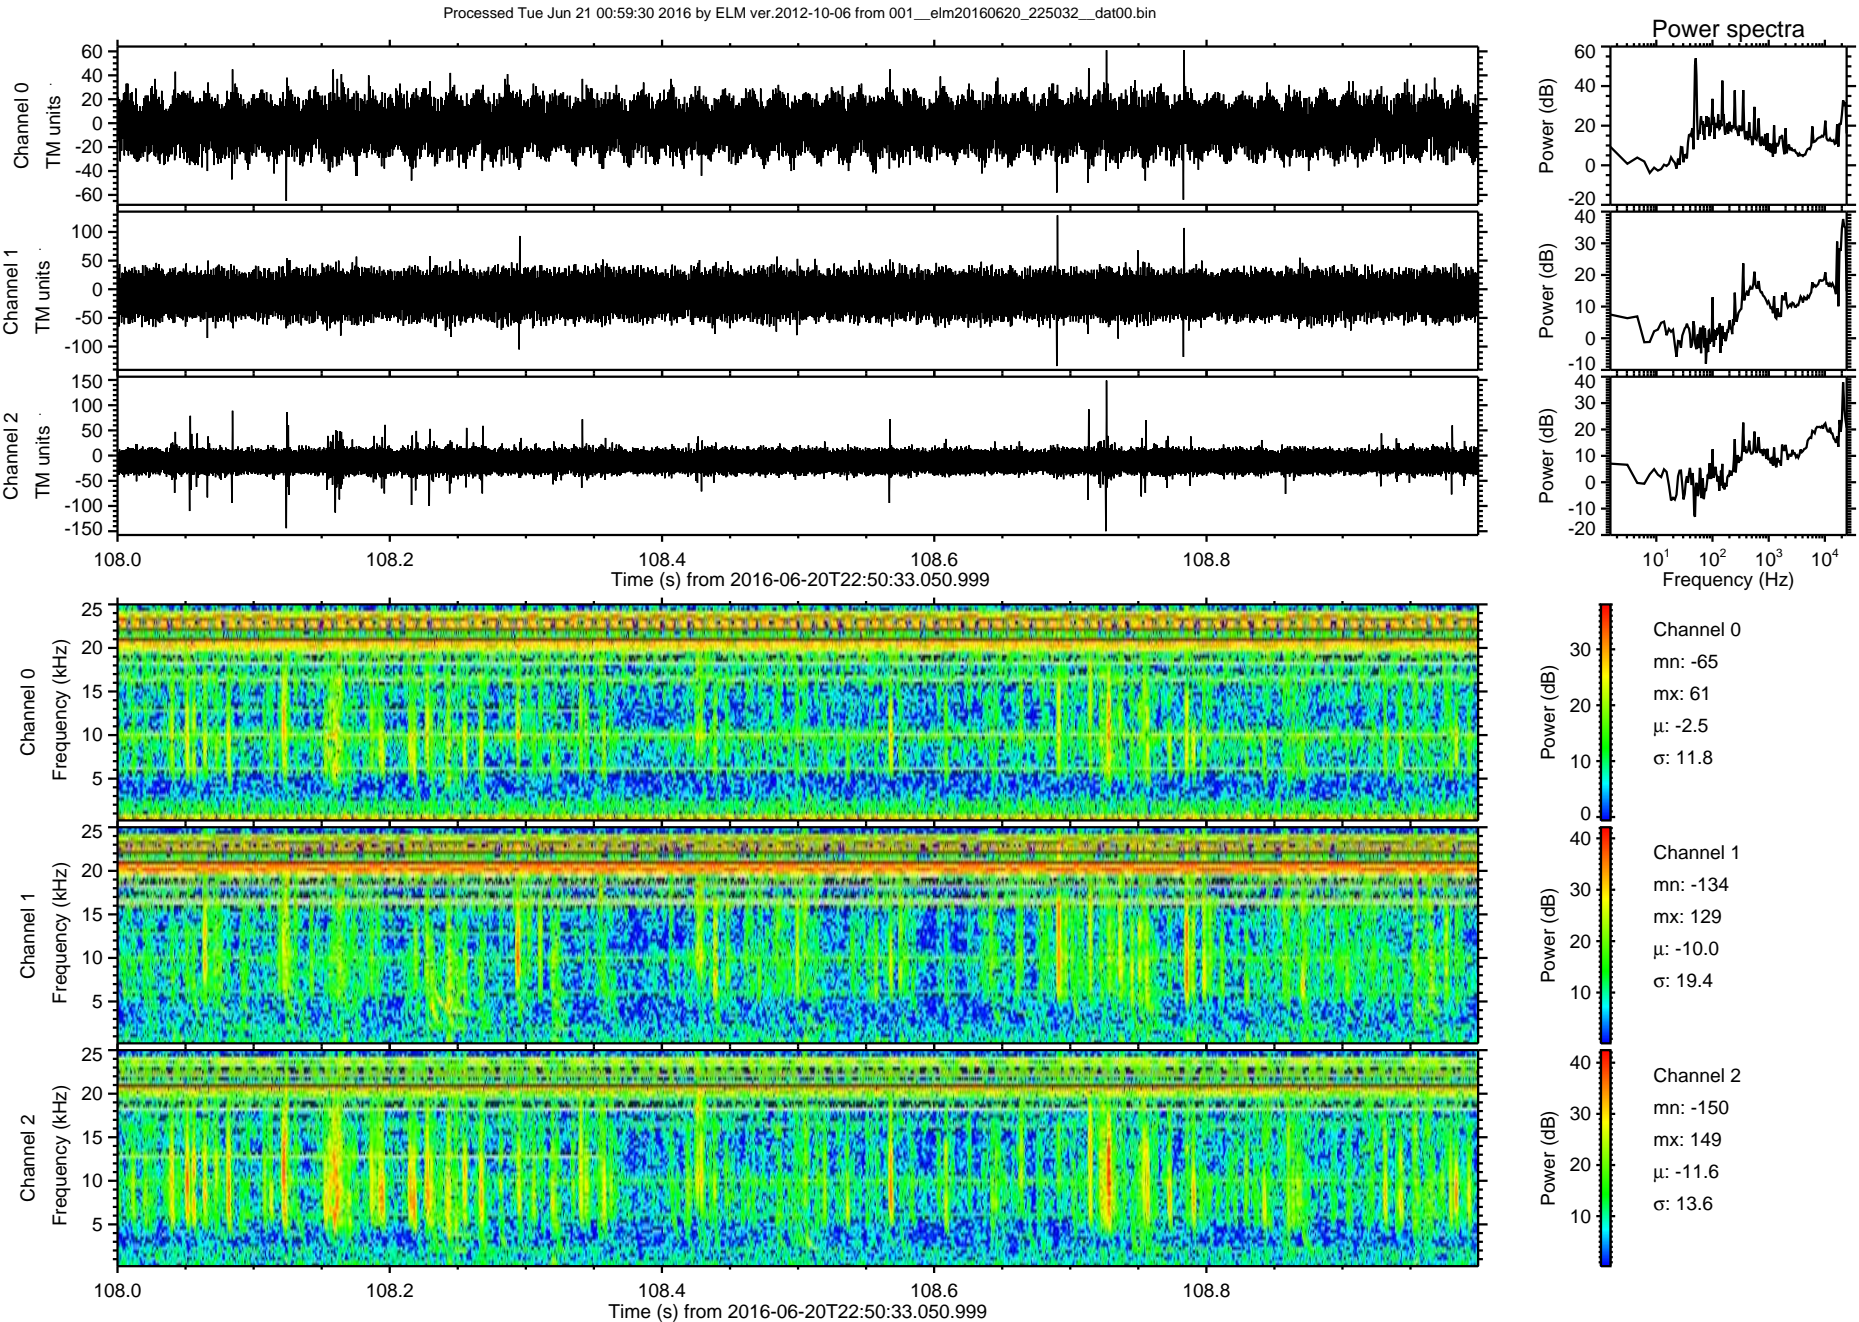 Processed Tue Jun 21 00:59:30 2016 by ELM ver.2012-10-06 from 001__elm20160620_225032__dat00.bin
Power spectra
Channel 0
TM units
60
40
20
0
-20
-40
-60
Power (dB)
60
40
20
0
-20
Channel 1
TM units
100
50
0
-50
-100
Power (dB)
40
30
20
10
0
-10
Channel 2
TM units
150
100
50
0
-50
-100
-150
Power (dB)
40
30
20
10
0
-10
-20
108.0 108.2 108.4 108.6 108.8
Time (s) from 2016-06-20T22:50:33.050.999
10^1 10^2 10^3 10^4
Frequency (Hz)
Channel 0
Frequency (kHz)
25
20
15
10
5
Power (dB)
30
20
10
0
Channel 0
mn: -65
mx: 61
μ: -2.5
σ: 11.8
Channel 1
Frequency (kHz)
25
20
15
10
5
Power (dB)
40
30
20
10
Channel 1
mn: -134
mx: 129
μ: -10.0
σ: 19.4
Channel 2
Frequency (kHz)
25
20
15
10
5
Power (dB)
40
30
20
10
Channel 2
mn: -150
mx: 149
μ: -11.6
σ: 13.6
108.0 108.2 108.4 108.6 108.8
Time (s) from 2016-06-20T22:50:33.050.999